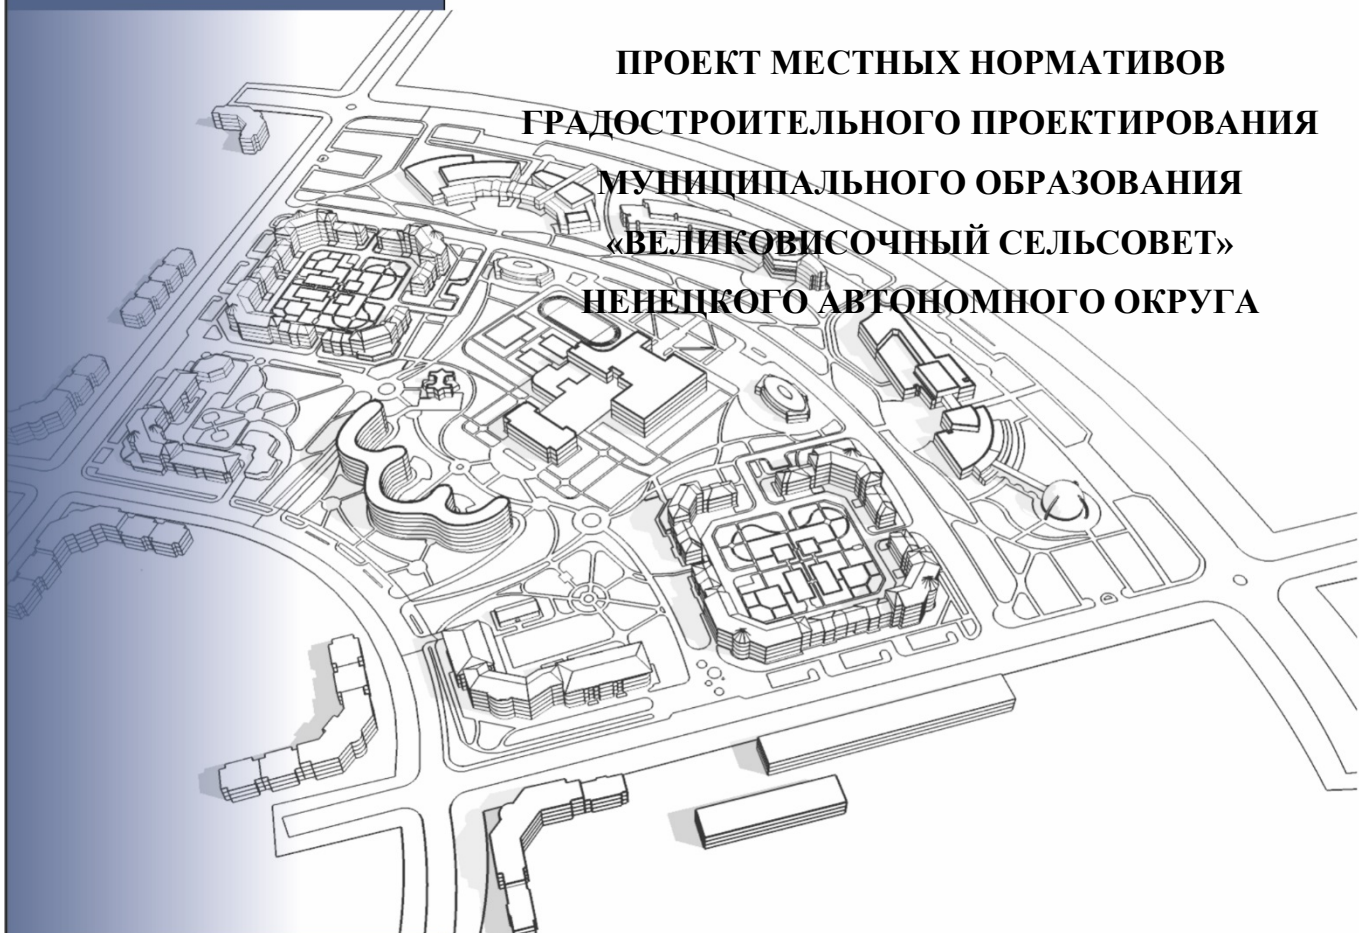 ПРОЕКТ МЕСТНЫХ НОРМАТИВОВ
ГРАДОСТРОИТЕЛЬНОГО ПРОЕКТИРОВАНИЯ
МУНИЦИПАЛЬНОГО ОБРАЗОВАНИЯ
«ВЕЛИКОВИСОЧНЫЙ СЕЛЬСОВЕТ»
НЕНЕЦКОГО АВТОНОМНОГО ОКРУГА